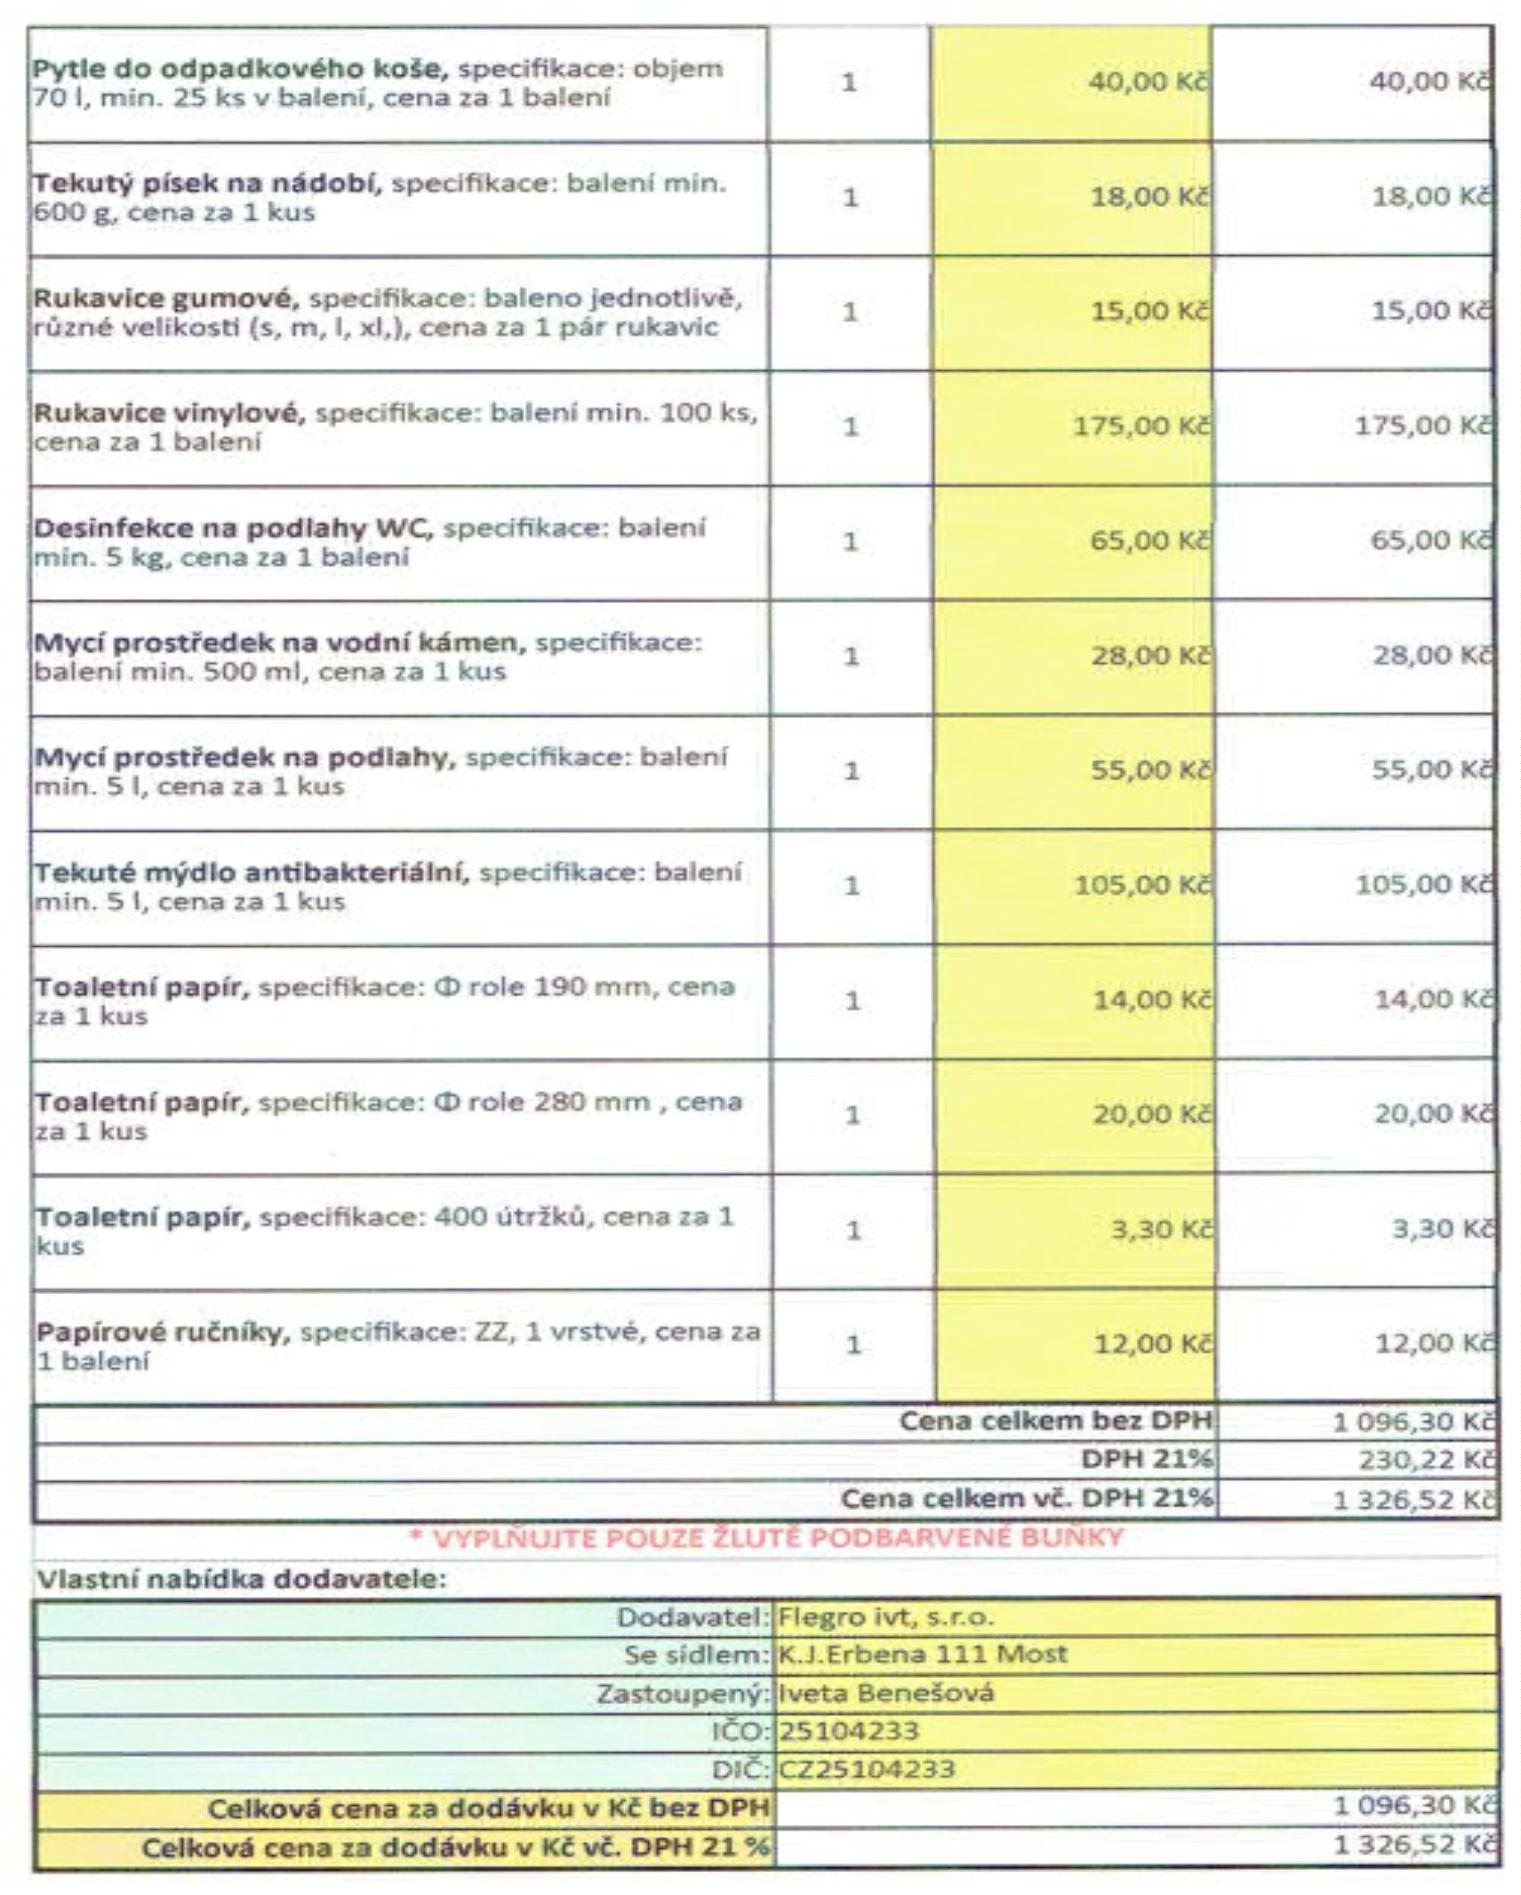 Pytle do odpadkového koše, specifikace: objem
70 l, min. 25 ks v balení, cena za 1 balení
1
40,00 Kč
40,00 Kč
Tekutý písek na nádobí, specifikace: balení min.
600 g, cena za 1 kus
1
18,00 Kč
18,00 Kč
Rukavice gumové, specifikace: baleno jednotlivě,
různé velikosti (s, m, l, xl,), cena za 1 pár rukavic
1
15,00 Kč
15,00 Kč
Rukavice vinylové, specifikace: balení min. 100 ks,
cena za 1 balení
1
175,00 Kč
175,00 Kč
Desinfekce na podlahy WC, specifikace: balení
min. 5 kg, cena za 1 balení
1
65,00 Kč
65,00 Kč
Mycí prostředek na vodní kámen, specifikace:
balení min. 500 ml, cena za 1 kus
1
28,00 Kč
28,00 Kč
Mycí prostředek na podlahy, specifikace: balení
min. 5 l, cena za 1 kus
1
55,00 Kč
55,00 Kč
Tekuté mýdlo antibakteriální, specifikace: balení
min. 5 l, cena za 1 kus
1
105,00 Kč
105,00 Kč
Toaletní papír, specifikace: Φ role 190 mm, cena
za 1 kus
1
14,00 Kč
14,00 Kč
Toaletní papír, specifikace: Φ role 280 mm , cena
za 1 kus
1
20,00 Kč
20,00 Kč
Toaletní papír, specifikace: 400 útržků, cena za 1
kus
1
3,30 Kč
3,30 Kč
Papírové ručníky, specifikace: ZZ, 1 vrstvé, cena za
1 balení
1
12,00 Kč
12,00 Kč
Cena celkem bez DPH 1 096,30 Kč
DPH 21% 230,22 Kč
Cena celkem vč. DPH 21% 1 326,52 Kč
* VYPLŇUJTE POUZE ŽLUTĚ PODBARVENÉ BUŇKY
Vlastní nabídka dodavatele:
Dodavatel: Flegro ivt, s.r.o.
Se sídlem: K.J.Erbena 111 Most
Zastoupený: Iveta Benešová
IČO: 25104233
DIČ: CZ25104233
Celková cena za dodávku v Kč bez DPH 1 096,30 Kč
Celková cena za dodávku v Kč vč. DPH 21 % 1 326,52 Kč